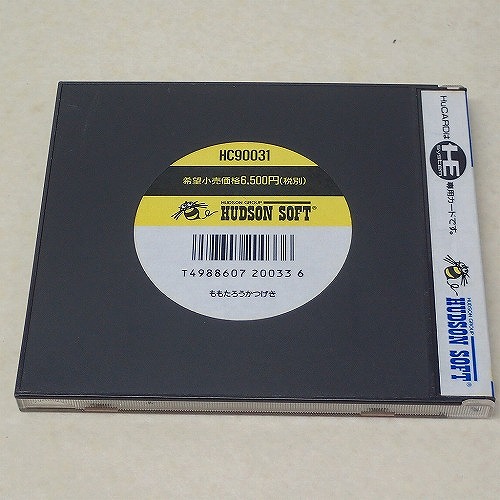 HC90031
希望小売価格6,500円(税別)
HUDSON GROUP
HUDSON SOFT®
T4988607 20033 6
ももたろうかつげき
HuCARDは
HE
SYSTEM
専用カードです。
HUDSON GROUP
HUDSON SOFT®